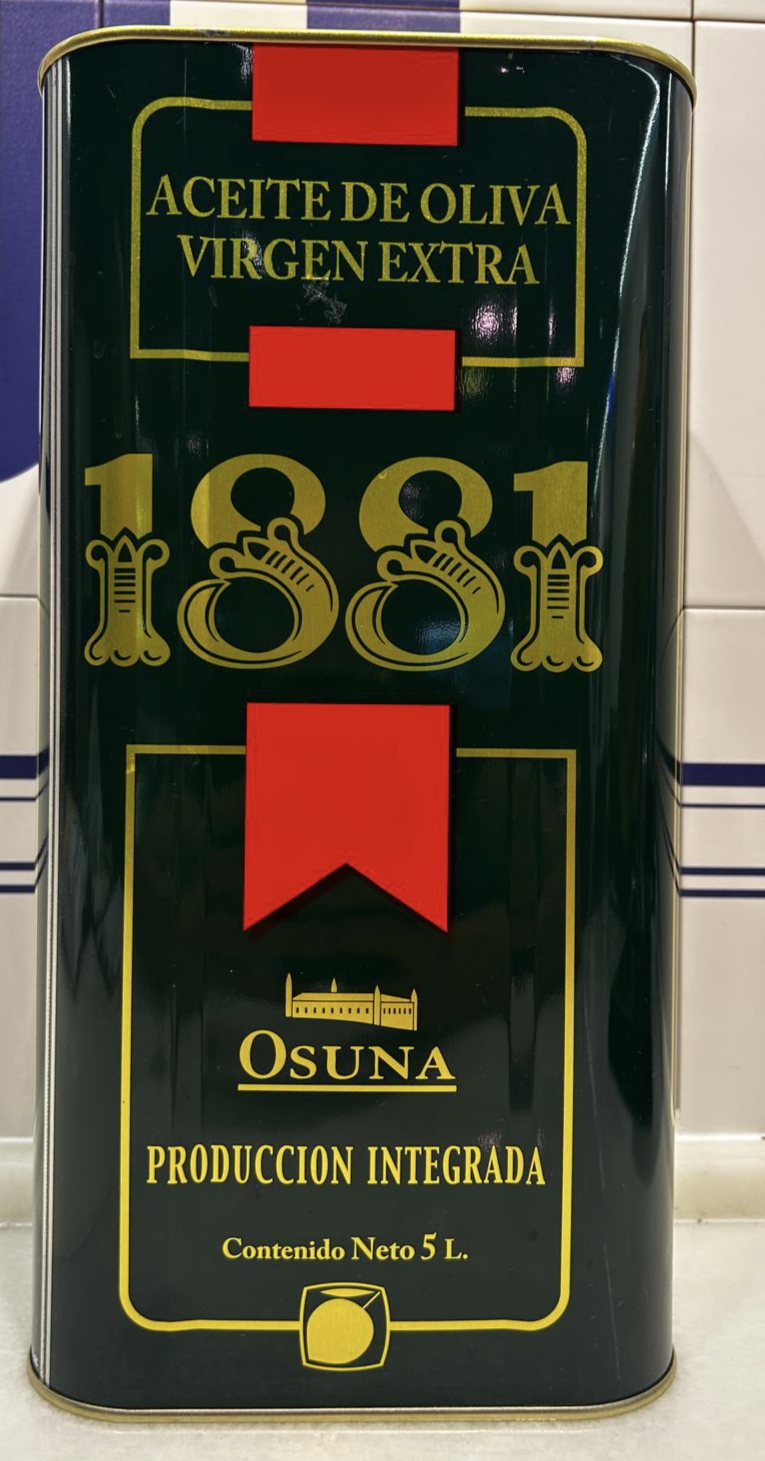 ACEITE DE OLIVA
VIRGEN EXTRA
1881
OSUNA
PRODUCCION INTEGRADA
Contenido Neto 5 L.